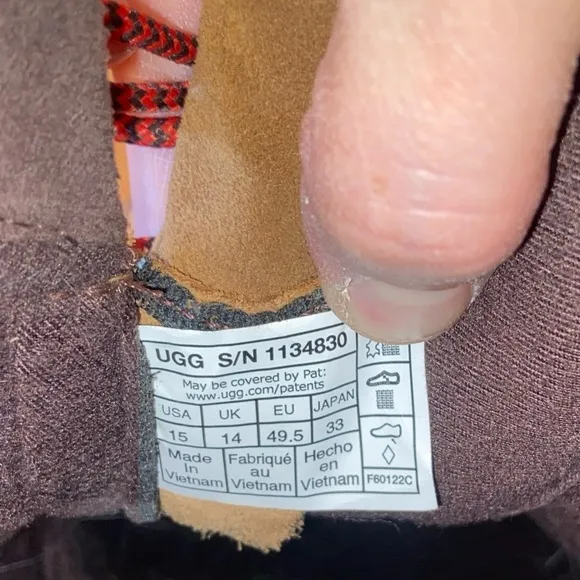 UGG S/N 1134830
May be covered by Pat:
www.ugg.com/patents
USA UK EU JAPAN
15 14 49.5 33
Made in Vietnam
Fabriqué au Vietnam
Hecho en Vietnam
F60122C